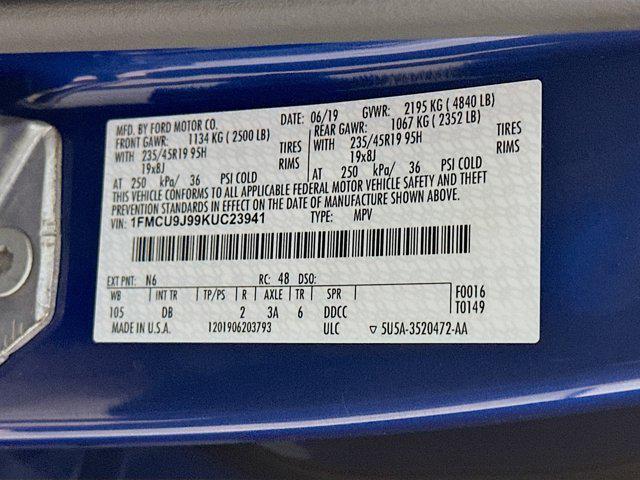 MFD. BY FORD MOTOR CO. DATE: 06/19 GVWR: 2195 KG ( 4840 LB)
FRONT GAWR: 1134 KG ( 2500 LB) REAR GAWR: 1067 KG ( 2352 LB)
WITH 235/45R19 95H TIRES WITH 235/45R19 95H TIRES
19x8J RIMS 19x8J RIMS
AT 250 kPa/ 36 PSI COLD AT 250 kPa/ 36 PSI COLD
THIS VEHICLE CONFORMS TO ALL APPLICABLE FEDERAL MOTOR VEHICLE SAFETY AND THEFT
PREVENTION STANDARDS IN EFFECT ON THE DATE OF MANUFACTURE SHOWN ABOVE.
VIN: 1FMCU9J99KUC23941 TYPE: MPV
EXT PNT: N6 RC: 48 DSO:
WB INT TR TP/PS R AXLE TR SPR F0016
105 DB 2 3A 6 DDCC T0149
MADE IN U.S.A. 1201906203793 ULC ▽ 5U5A-3520472-AA